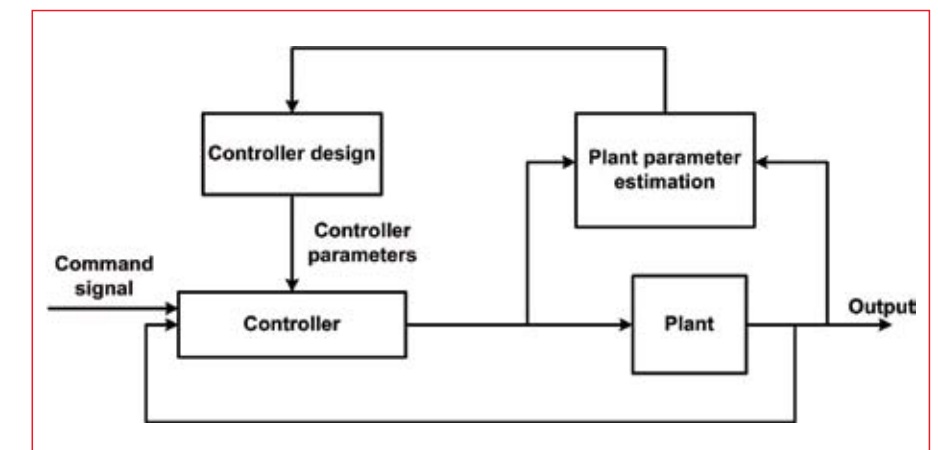 Controller design
Plant parameter
estimation
Controller
parameters
Command
signal
Controller
Plant
Output